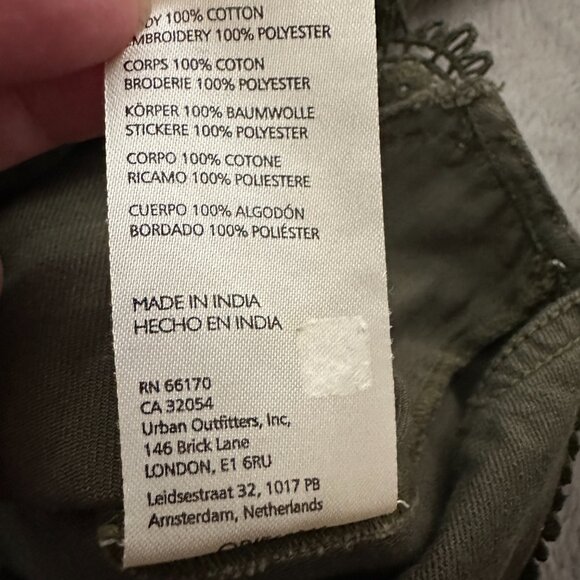 100% COTTON
EMBROIDERY 100% POLYESTER
CORPS 100% COTON
BRODERIE 100% POLYESTER
KÖRPER 100% BAUMWOLLE
STICKERE 100% POLYESTER
CORPO 100% COTONE
RICAMO 100% POLIESTERE
CUERPO 100% ALGODÓN
BORDADO 100% POLIÉSTER
MADE IN INDIA
HECHO EN INDIA
RN 66170
CA 32054
Urban Outfitters, Inc,
146 Brick Lane
LONDON, E1 6RU
Leidsestraat 32, 1017 PB
Amsterdam, Netherlands